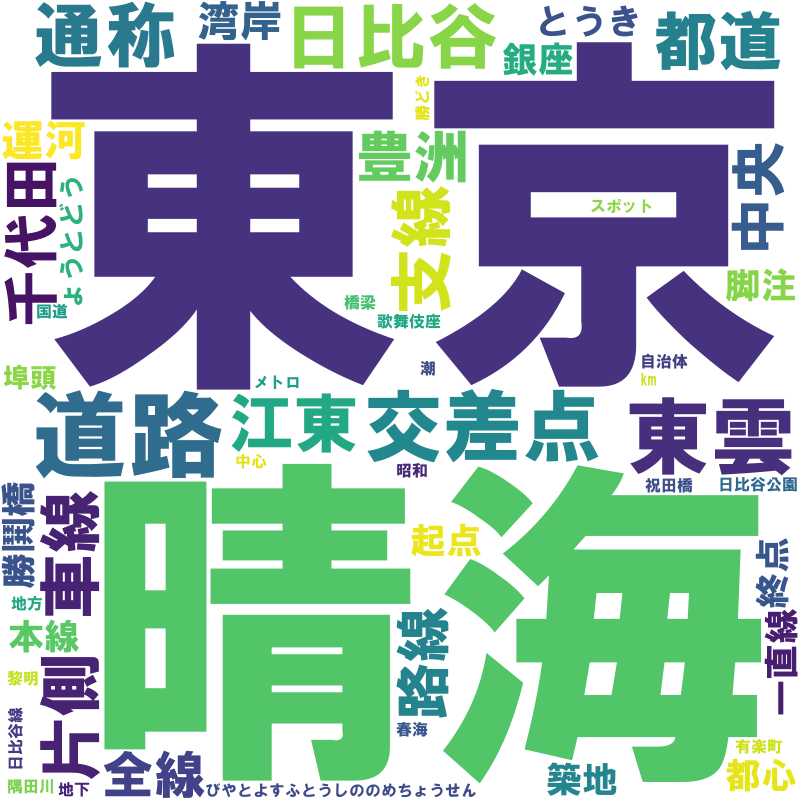 通称
湾岸
日比谷
とうき
銀座
都道
東京
勝どき
運河
豊洲
千代田
ょうとどう
支線
スポット
中央
国道
橋梁
歌舞伎座
脚注
埠頭
メトロ
潮
自治体
km
道路
江東
交差点
東雲
中心
昭和
祝田橋
日比谷公園
晴海
勝鬨橋
車線
起点
終点
地方
本線
路線
一直線
黎明
片側
日比谷線
春海
有楽町
全線
築地
都心
隅田川
地下
びやとよすふとうしののめちょうせん